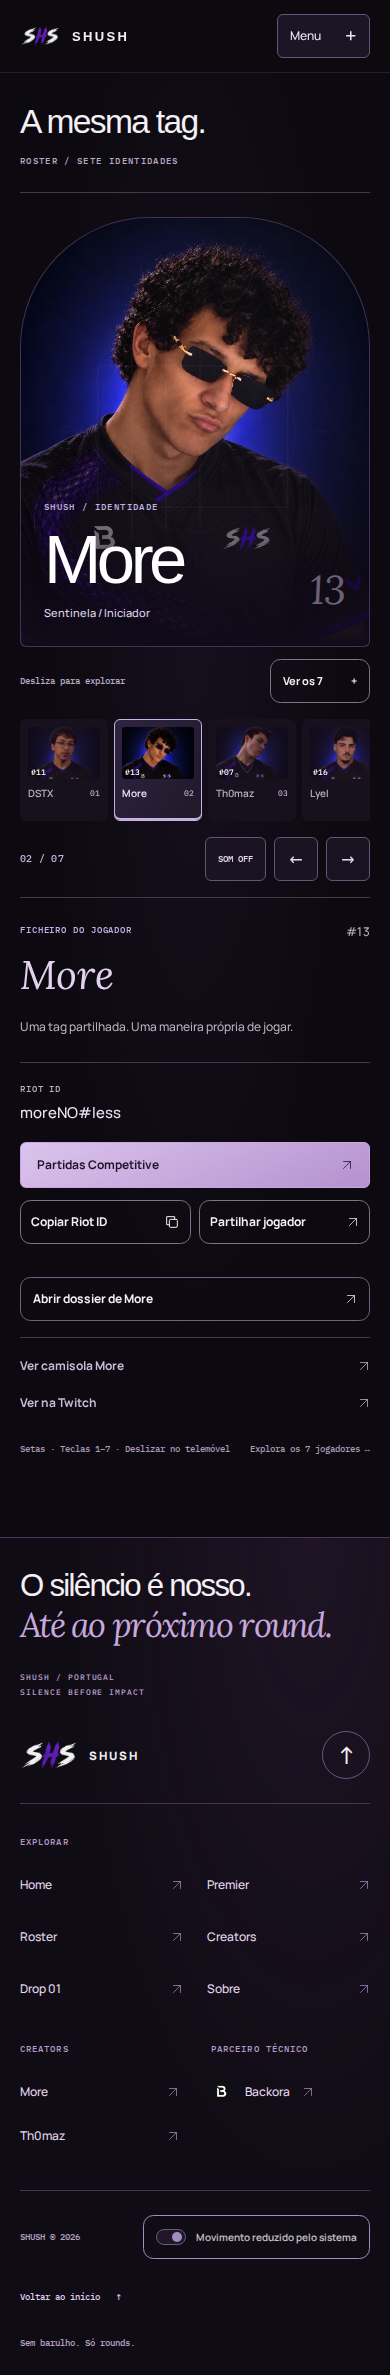 SHS SHUSH
Menu +
A mesma tag.
ROSTER / SETE IDENTIDADES
SHUSH / IDENTIDADE
B SHS
More
13
Sentinela / Iniciador
Desliza para explorar
Ver os 7 +
#11 #13 #07 #16
DSTX 01 More 02 Th0maz 03 Lyel
02 / 07
SOM OFF ← →
FICHEIRO DO JOGADOR #13
More
Uma tag partilhada. Uma maneira própria de jogar.
RIOT ID
moreNO#less
Partidas Competitive
Copiar Riot ID
Partilhar jogador
Abrir dossier de More
Ver camisola More
Ver na Twitch
Setas · Teclas 1–7 · Deslizar no telemóvel
Explora os 7 jogadores …
O silêncio é nosso.
Até ao próximo round.
SHUSH / PORTUGAL
SILENCE BEFORE IMPACT
SHS SHUSH
↑
EXPLORAR
Home
Premier
Roster
Creators
Drop 01
Sobre
CREATORS
PARCEIRO TÉCNICO
More
B Backora
Th0maz
SHUSH © 2026
Movimento reduzido pelo sistema
Voltar ao início ↑
Sem barulho. Só rounds.